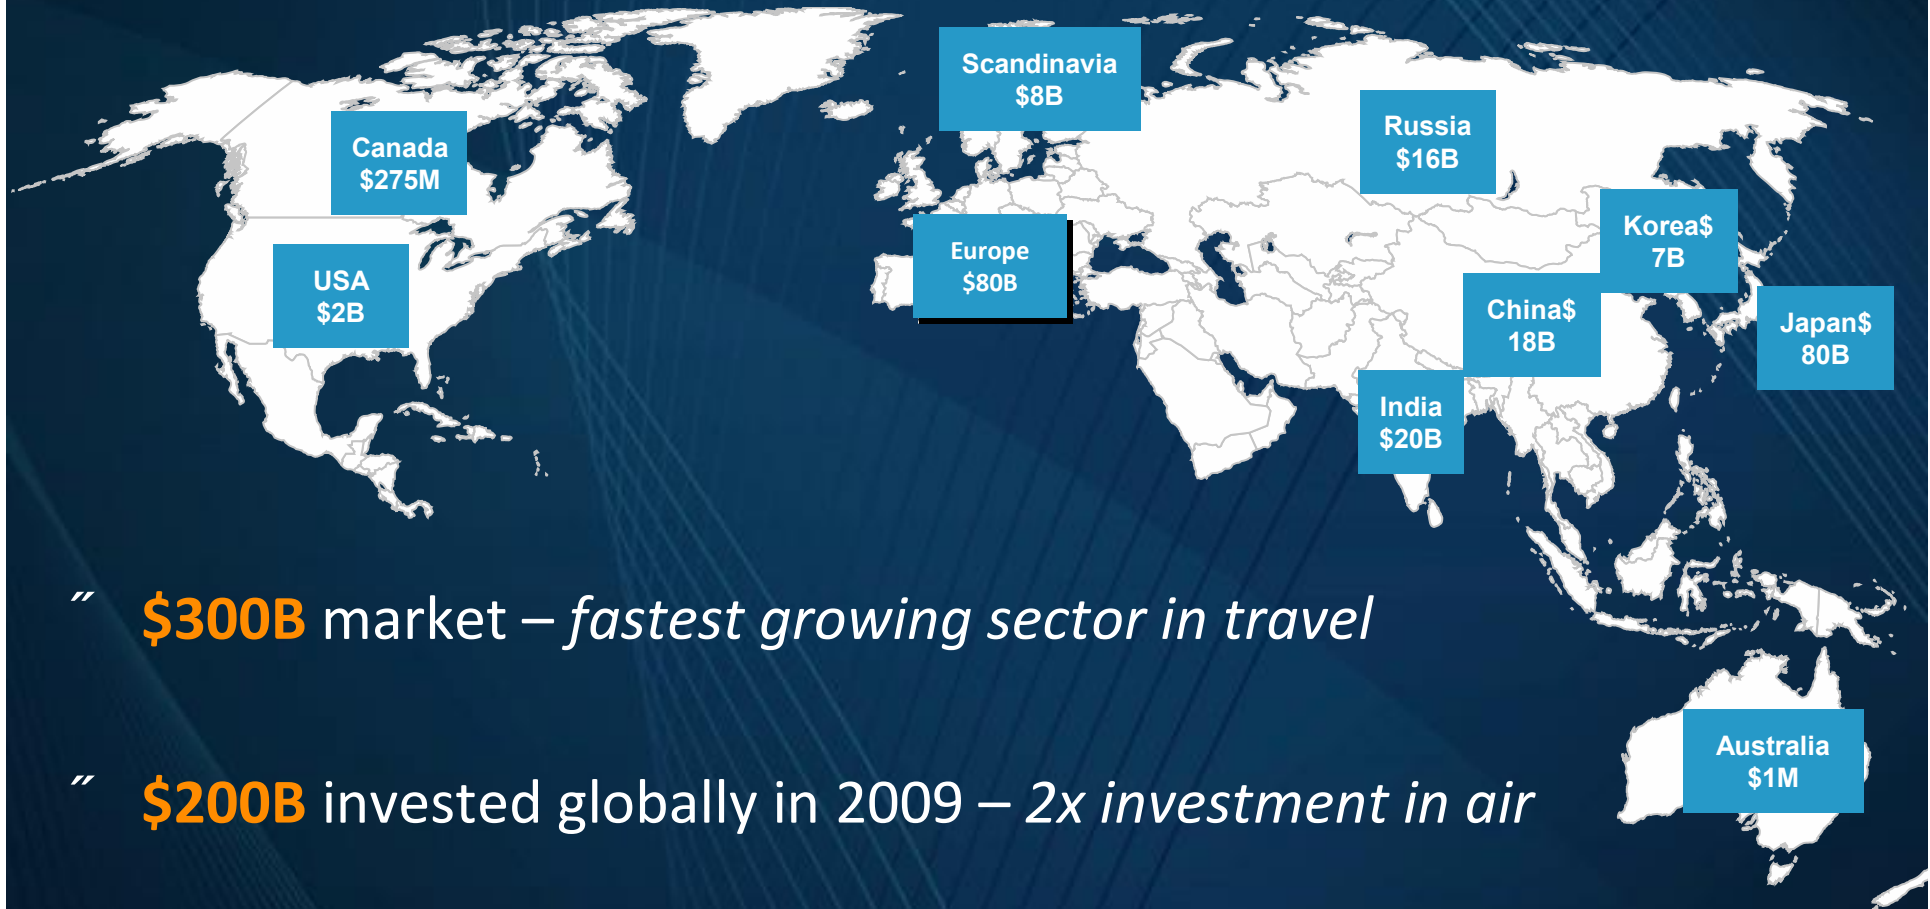 Scandinavia
$8B
Canada
$275M
Russia
$16B
Korea$
7B
Europe
$80B
USA
$2B
China$
18B
Japan$
80B
India
$20B
˝ $300B market – fastest growing sector in travel
Australia
$1M
˝ $200B invested globally in 2009 – 2x investment in air